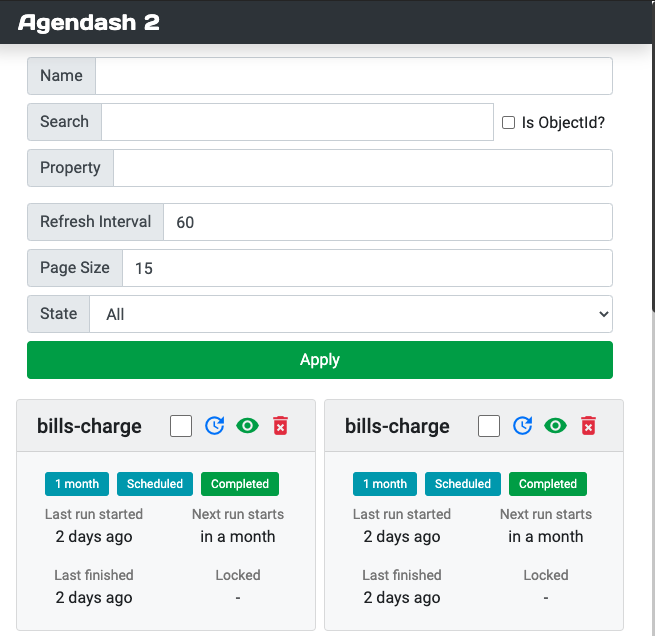 Agendash 2
Name
Search
Is ObjectId?
Property
Refresh Interval 60
Page Size 15
State All
Apply
bills-charge
1 month Scheduled Completed
Last run started Next run starts
2 days ago in a month
Last finished Locked
2 days ago -
bills-charge
1 month Scheduled Completed
Last run started Next run starts
2 days ago in a month
Last finished Locked
2 days ago -